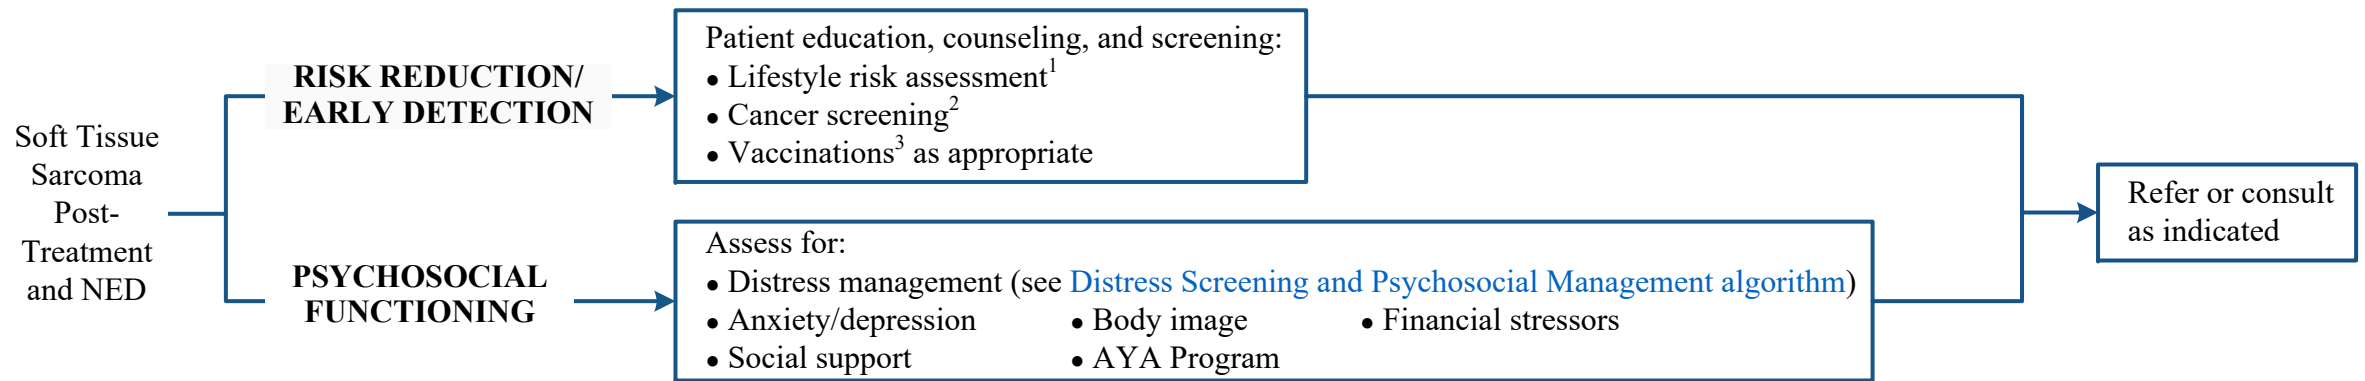 Soft Tissue
Sarcoma
Post-
Treatment
and NED
RISK REDUCTION/
EARLY DETECTION
Patient education, counseling, and screening:
● Lifestyle risk assessment¹
● Cancer screening²
● Vaccinations³ as appropriate
PSYCHOSOCIAL
FUNCTIONING
Assess for:
● Distress management (see Distress Screening and Psychosocial Management algorithm)
● Anxiety/depression ● Body image ● Financial stressors
● Social support ● AYA Program
Refer or consult
as indicated